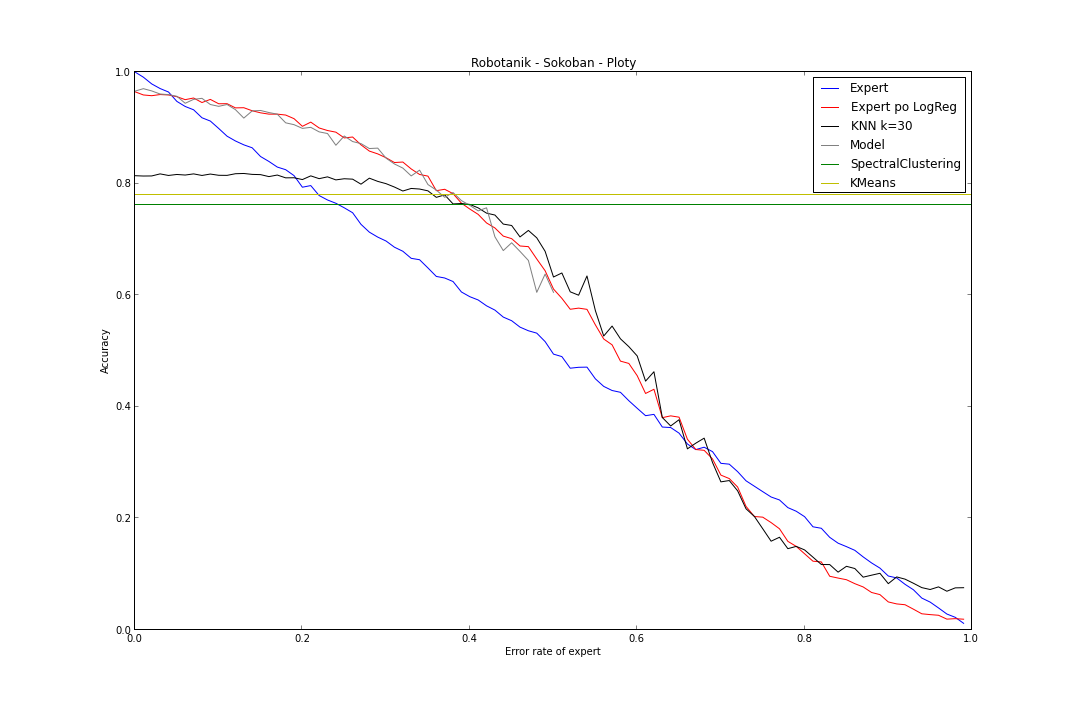 Robotanik - Sokoban - Ploty
1.0
0.8
0.6
0.4
0.2
0.0
Accuracy
Expert
Expert po LogReg
KNN k=30
Model
SpectralClustering
KMeans
0.0 0.2 0.4 0.6 0.8 1.0
Error rate of expert